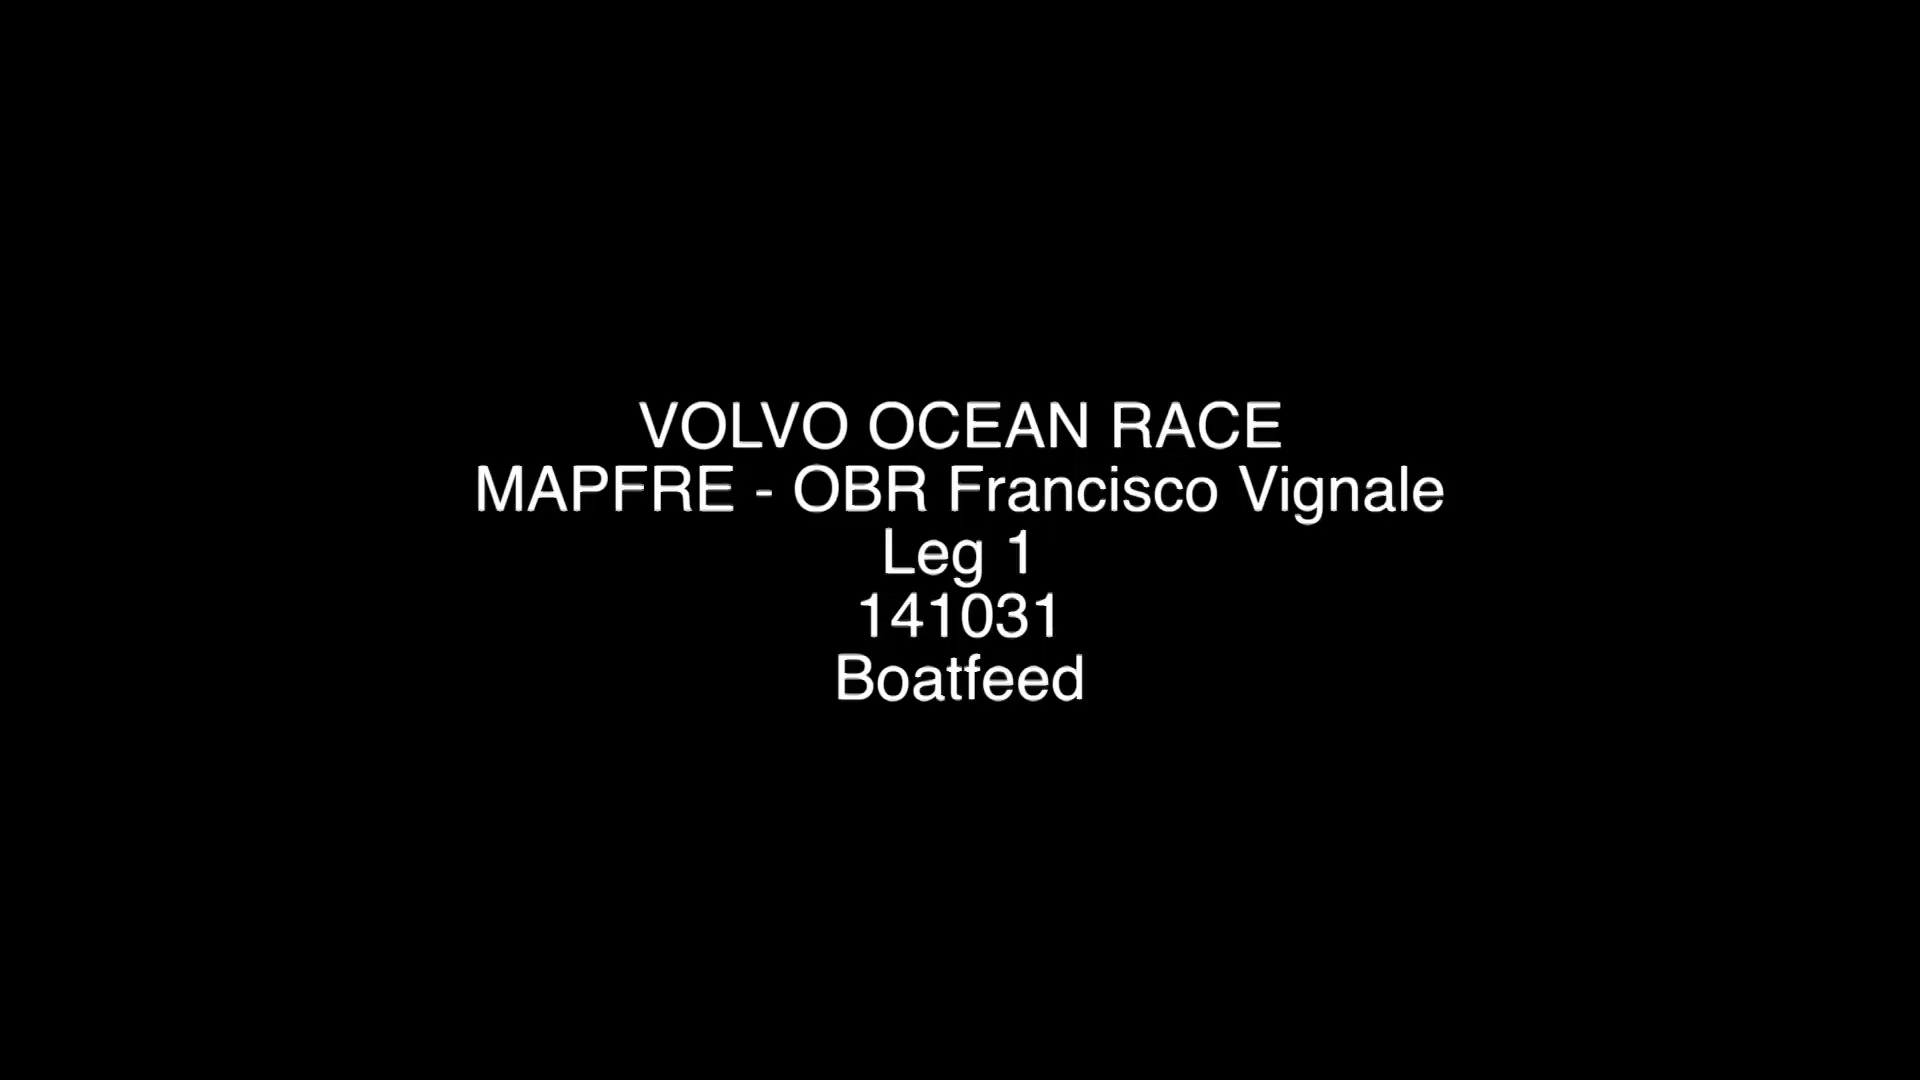 VOLVO OCEAN RACE
MAPFRE - OBR Francisco Vignale
Leg 1
141031
Boatfeed